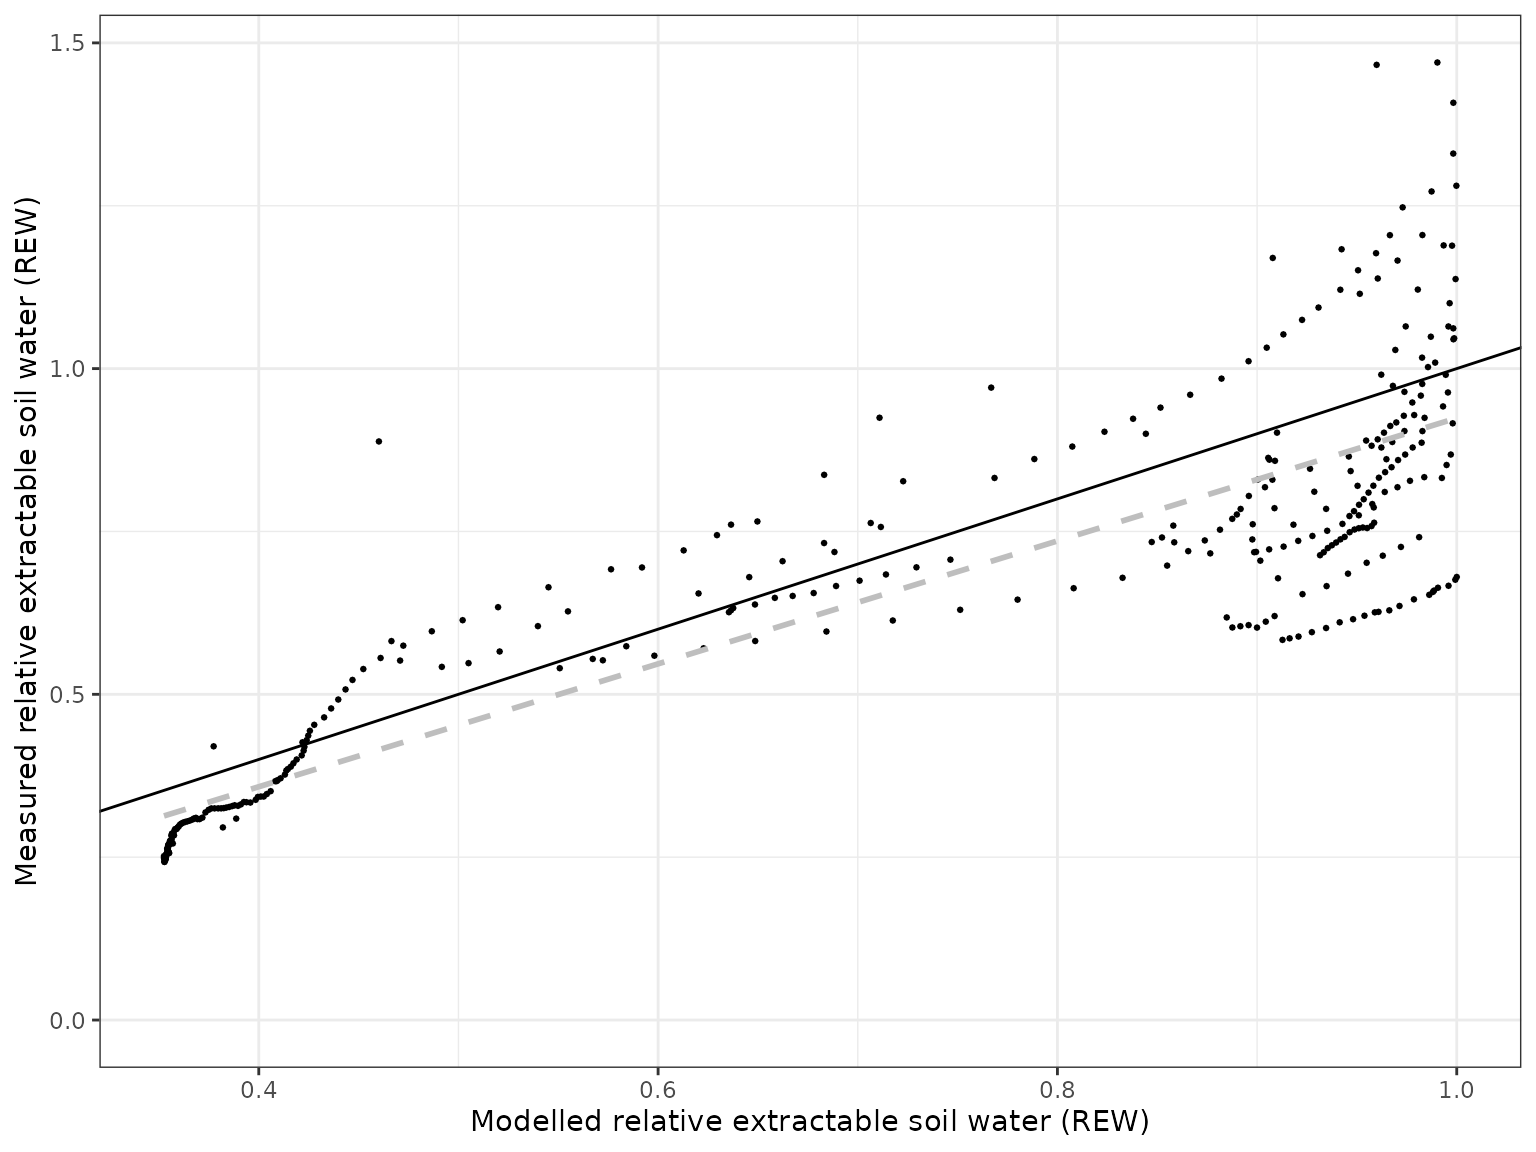 Measured relative extractable soil water (REW)
1.5
1.0
0.5
0.0
0.4 0.6 0.8 1.0
Modelled relative extractable soil water (REW)